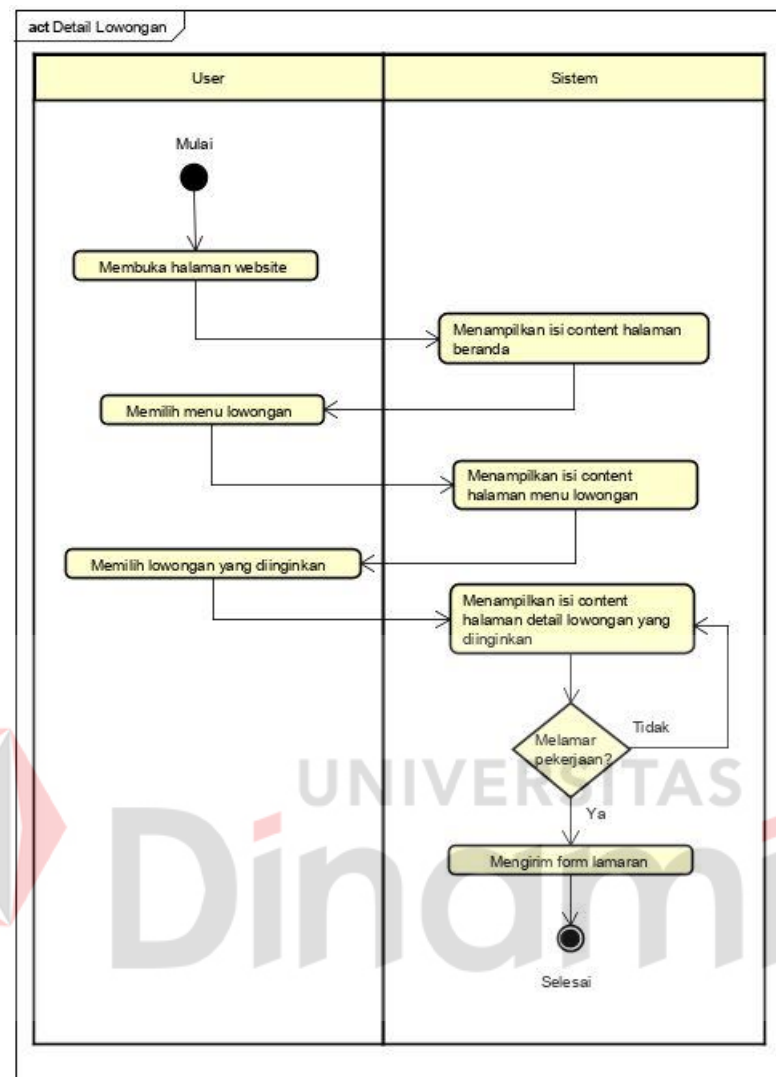 act Detail Lowongan
User
Sistem
Mulai
Membuka halaman website
Menampilkan isi content halaman
beranda
Memilih menu lowongan
Menampilkan isi content
halaman menu lowongan
Memilih lowongan yang diinginkan
Menampilkan isi content
halaman detail lowongan yang
diinginkan
Melamar
pekerjaan?
Tidak
Ya
UNIVERSITAS
Dinami
Mengirim form lamaran
Selesai